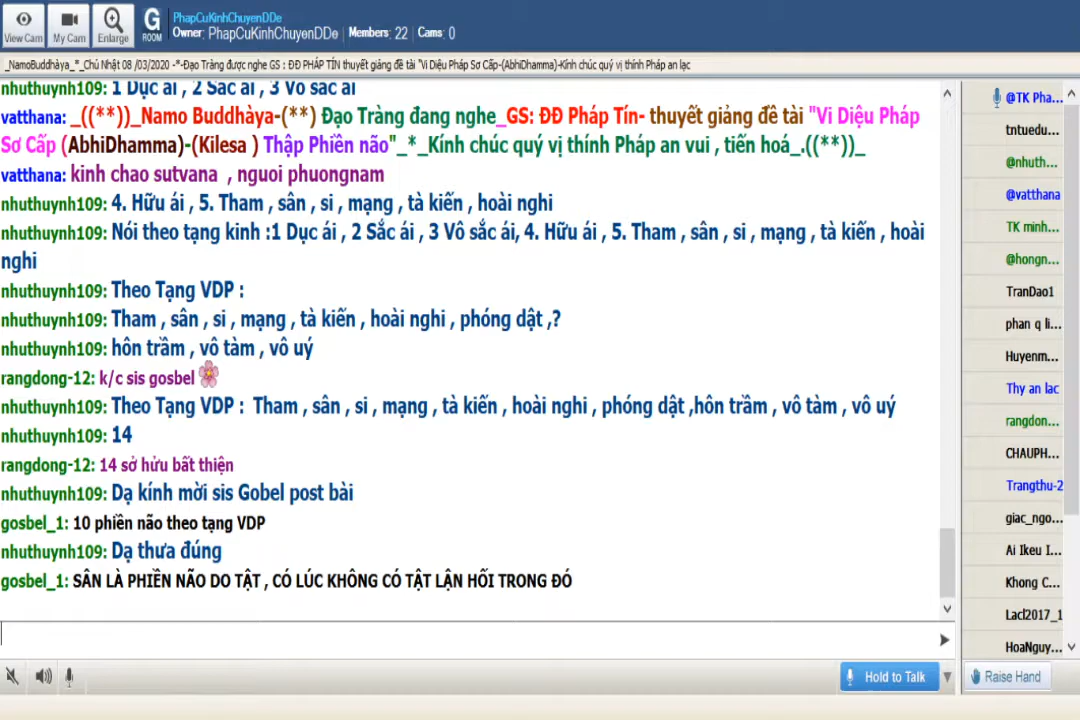 PhapCuKinhChuyenDDe
Owner: PhapCuKinhChuyenDDe Members: 22 Cams: 0
View Cam My Cam Enlarge G ROOM
_NamoBuddhàya_*_Chủ Nhật 08 /03/2020 -*-Đạo Tràng được nghe GS : ĐĐ PHÁP TÍN thuyết giảng đề tài "Vi Diệu Pháp Sơ Cấp-(AbhiDhamma)-Kính chúc quý vị thính Pháp an lạc
nhuthuynh109: 1 Dục ái , 2 Sắc ái , 3 Vô sắc ái
vatthana: _((**))_Namo Buddhàya-(**) Đạo Tràng đang nghe_GS: ĐĐ Pháp Tín- thuyết giảng đề tài "Vi Diệu Pháp
Sơ Cấp (AbhiDhamma)-(Kilesa ) Thập Phiền não"_*_Kính chúc quý vị thính Pháp an vui , tiến hoá_.((**))_
vatthana: kinh chao sutvana , nguoi phuongnam
nhuthuynh109: 4. Hữu ái , 5. Tham , sân , si , mạng , tà kiến , hoài nghi
nhuthuynh109: Nói theo tạng kinh :1 Dục ái , 2 Sắc ái , 3 Vô sắc ái, 4. Hữu ái , 5. Tham , sân , si , mạng , tà kiến , hoài
nghi
nhuthuynh109: Theo Tạng VDP :
nhuthuynh109: Tham , sân , si , mạng , tà kiến , hoài nghi , phóng dật ,?
nhuthuynh109: hôn trầm , vô tàm , vô uý
rangdong-12: k/c sis gosbel
nhuthuynh109: Theo Tạng VDP : Tham , sân , si , mạng , tà kiến , hoài nghi , phóng dật ,hôn trầm , vô tàm , vô uý
nhuthuynh109: 14
rangdong-12: 14 sở hửu bất thiện
nhuthuynh109: Dạ kính mời sis Gobel post bài
gosbel_1: 10 phiền não theo tạng VDP
nhuthuynh109: Dạ thưa đúng
gosbel_1: SÂN LÀ PHIỀN NÃO DO TẬT , CÓ LÚC KHÔNG CÓ TẬT LẬN HỐI TRONG ĐÓ
@TK Pha...
tntuedu...
@nhuth...
@vatthana
TK minh...
@hongn...
TranDao1
phan q li...
Huyenm...
Thy an lac
rangdon...
CHAUPH...
Trangthu-2
giac_ngo...
Ai Ikeu I...
Khong C...
Lacl2017_1
HoaNguy...
Hold to Talk
Raise Hand